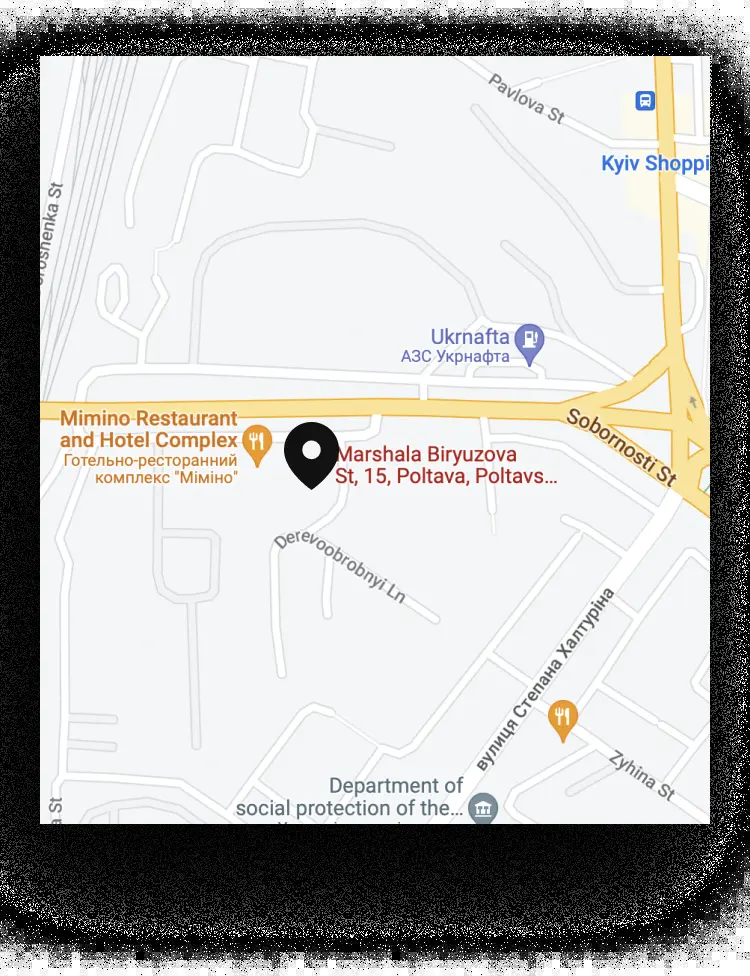 Pavlova St
Kyiv Shoppi
oroshenka St
Ukrnafta
АЗС Укрнафта
Mimino Restaurant
and Hotel Complex
Готельно-ресторанний
комплекс "Міміно"
Marshala Biryuzova
St, 15, Poltava, Poltavs...
Sobornosti St
Derevoobrobnyi Ln
вулиця Степана Халтуріна
Zyhina St
Department of
social protection of the...
a St